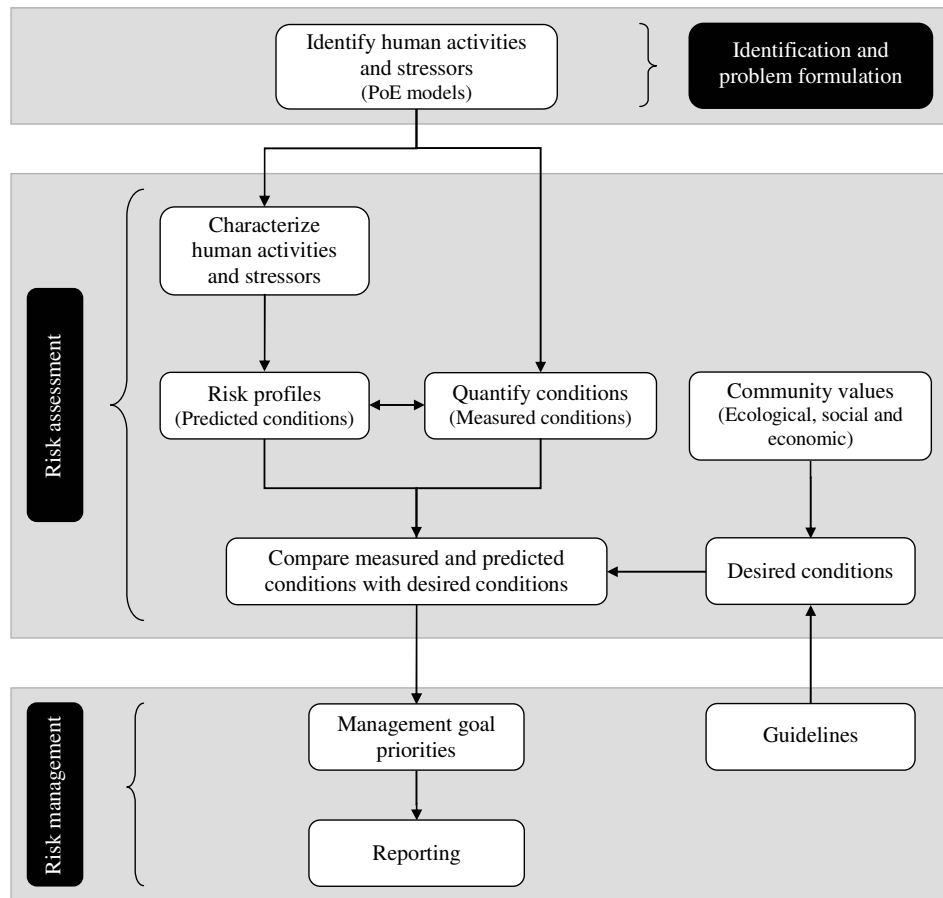 Identify human activities
and stressors
(PoE models)
Identification and
problem formulation
Characterize
human activities
and stressors
Risk assessment
Risk profiles
(Predicted conditions)
Quantify conditions
(Measured conditions)
Community values
(Ecological, social and
economic)
Compare measured and predicted
conditions with desired conditions
Desired conditions
Risk management
Management goal
priorities
Guidelines
Reporting